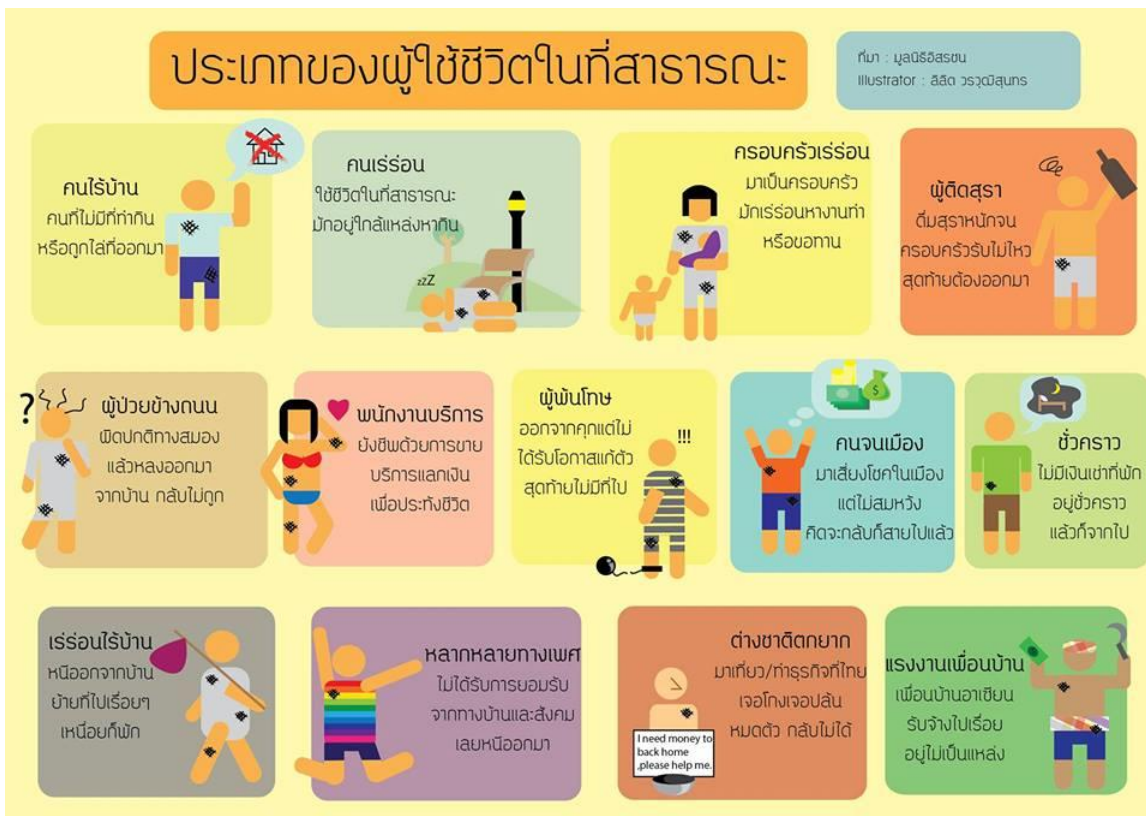 ประเภทของผู้ใช้ชีวิตในที่สาธารณะ
ที่มา : มูลนิธิอิสรชน
Illustrator : ลิลิต วรวุฒิสุนทร
คนไร้บ้าน
คนที่ไม่มีที่ทำกิน
หรือถูกไล่ที่ออกมา
คนเร่ร่อน
ใช้ชีวิตในที่สาธารณะ
มักอยู่ใกล้แหล่งหากิน
zzZ
ครอบครัวเร่ร่อน
มาเป็นครอบครัว
มักเร่ร่อนหางานทำ
หรือขอทาน
ผู้ติดสุรา
ดื่มสุราหนักจน
ครอบครัวรับไม่ไหว
สุดท้ายต้องออกมา
?
ผู้ป่วยข้างถนน
ผิดปกติทางสมอง
แล้วหลงออกมา
จากบ้าน กลับไม่ถูก
พนักงานบริการ
ยังชีพด้วยการขาย
บริการแลกเงิน
เพื่อประทังชีวิต
ผู้พ้นโทษ
ออกจากคุกแต่ไม่
ได้รับโอกาสแก้ตัว
สุดท้ายไม่มีที่ไป
!!!
$
คนจนเมือง
มาเสี่ยงโชคในเมือง
แต่ไม่สมหวัง
คิดจะกลับก็สายไปแล้ว
ชั่วคราว
ไม่มีเงินเช่าที่พัก
อยู่ชั่วคราว
แล้วก็จากไป
เร่ร่อนไร้บ้าน
หนีออกจากบ้าน
ย้ายที่ไปเรื่อยๆ
เหนื่อยก็พัก
หลากหลายทางเพศ
ไม่ได้รับการยอมรับ
จากทางบ้านและสังคม
เลยหนีออกมา
ต่างชาติตกยาก
มาเที่ยว/ทำธุรกิจที่ไทย
เจอโกงเจอปล้น
หมดตัว กลับไม่ได้
I need money to
back home
,please help me.
แรงงานเพื่อนบ้าน
เพื่อนบ้านอาเซียน
รับจ้างไปเรื่อย
อยู่ไม่เป็นแหล่ง